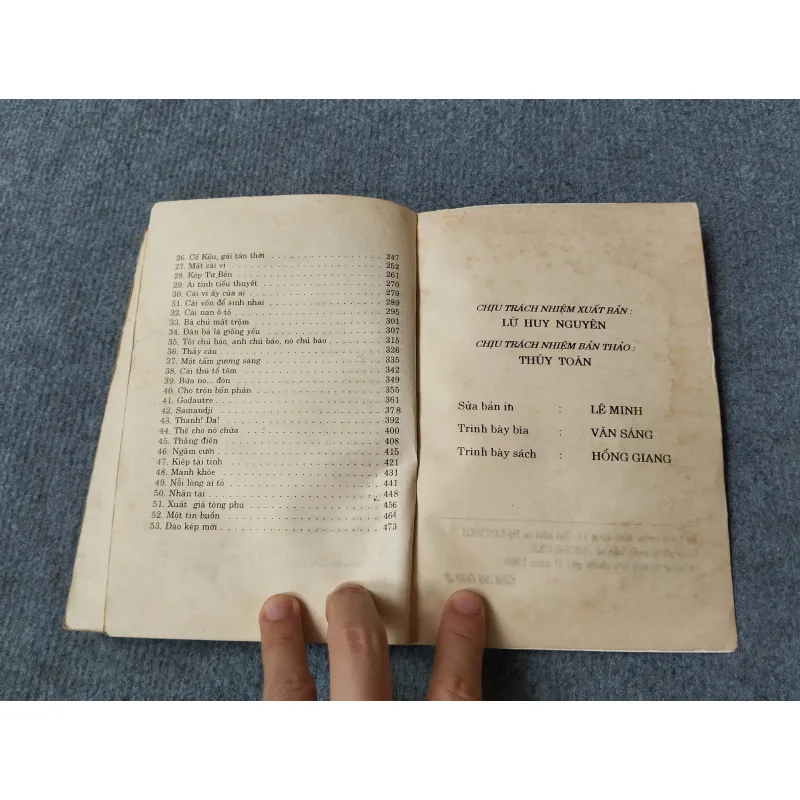 26. Cô Kếu, gái tân thời 247
27. Mất cái ví 252
28. Kép Tư Bền 261
29. Ái tình tiểu thuyết 270
30. Cái ví ấy của ai 279
31. Cái vốn để sinh nhai 289
32. Cái nạn ô-tô 295
33. Bà chủ mất trộm 301
34. Đàn bà là giống yếu 307
35. Tôi chủ báo, anh chủ báo, nó chủ báo 315
36. Thầy cáu 326
37. Một tấm gương sáng 335
38. Cái thú tổ tôm 342
39. Bữa no... đòn 349
40. Cho tròn bổn phận 355
41. Godautre 361
42. Samandji 378
43. Thanh! Dạ! 392
44. Thế cho nó chừa 400
45. Thằng điên 408
46. Ngậm cười 415
47. Kiếp tài tình 421
48. Mánh khóe 431
49. Nỗi lòng ai tỏ 441
50. Nhân tài 448
51. Xuất giá tòng phu 456
52. Một tin buồn 464
53. Đào kép mới 473
CHỊU TRÁCH NHIỆM XUẤT BẢN :
LỮ HUY NGUYÊN
CHỊU TRÁCH NHIỆM BẢN THẢO :
THÚY TOÀN
Sửa bản in : LÊ MINH
Trình bày bìa : VĂN SÁNG
Trình bày sách : HỒNG GIANG